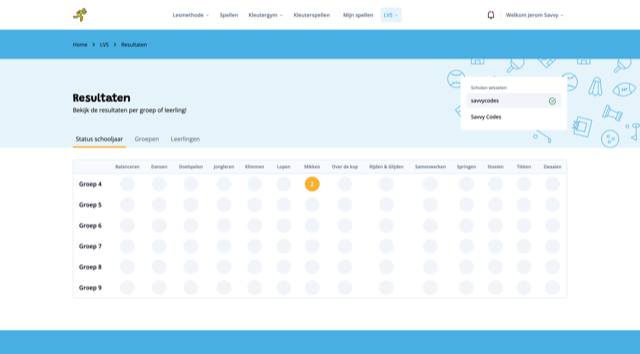 Lesmethode Spellen Kleutergym Kleuterspellen Mijn spellen LVS Welkom Jerom Savvy
Home > LVS > Resultaten
Scholen wisselen
savvycodes
Savvy Codes
Resultaten
Bekijk de resultaten per groep of leerling!
Status schooljaar Groepen Leerlingen
Balanceren Dansen Doelspelen Jongleren Klimmen Lopen Mikken Over de kop Rijden & Glijden Samenwerken Springen Stoeien Tikken Zwaaien
Groep 4 2
Groep 5
Groep 6
Groep 7
Groep 8
Groep 9